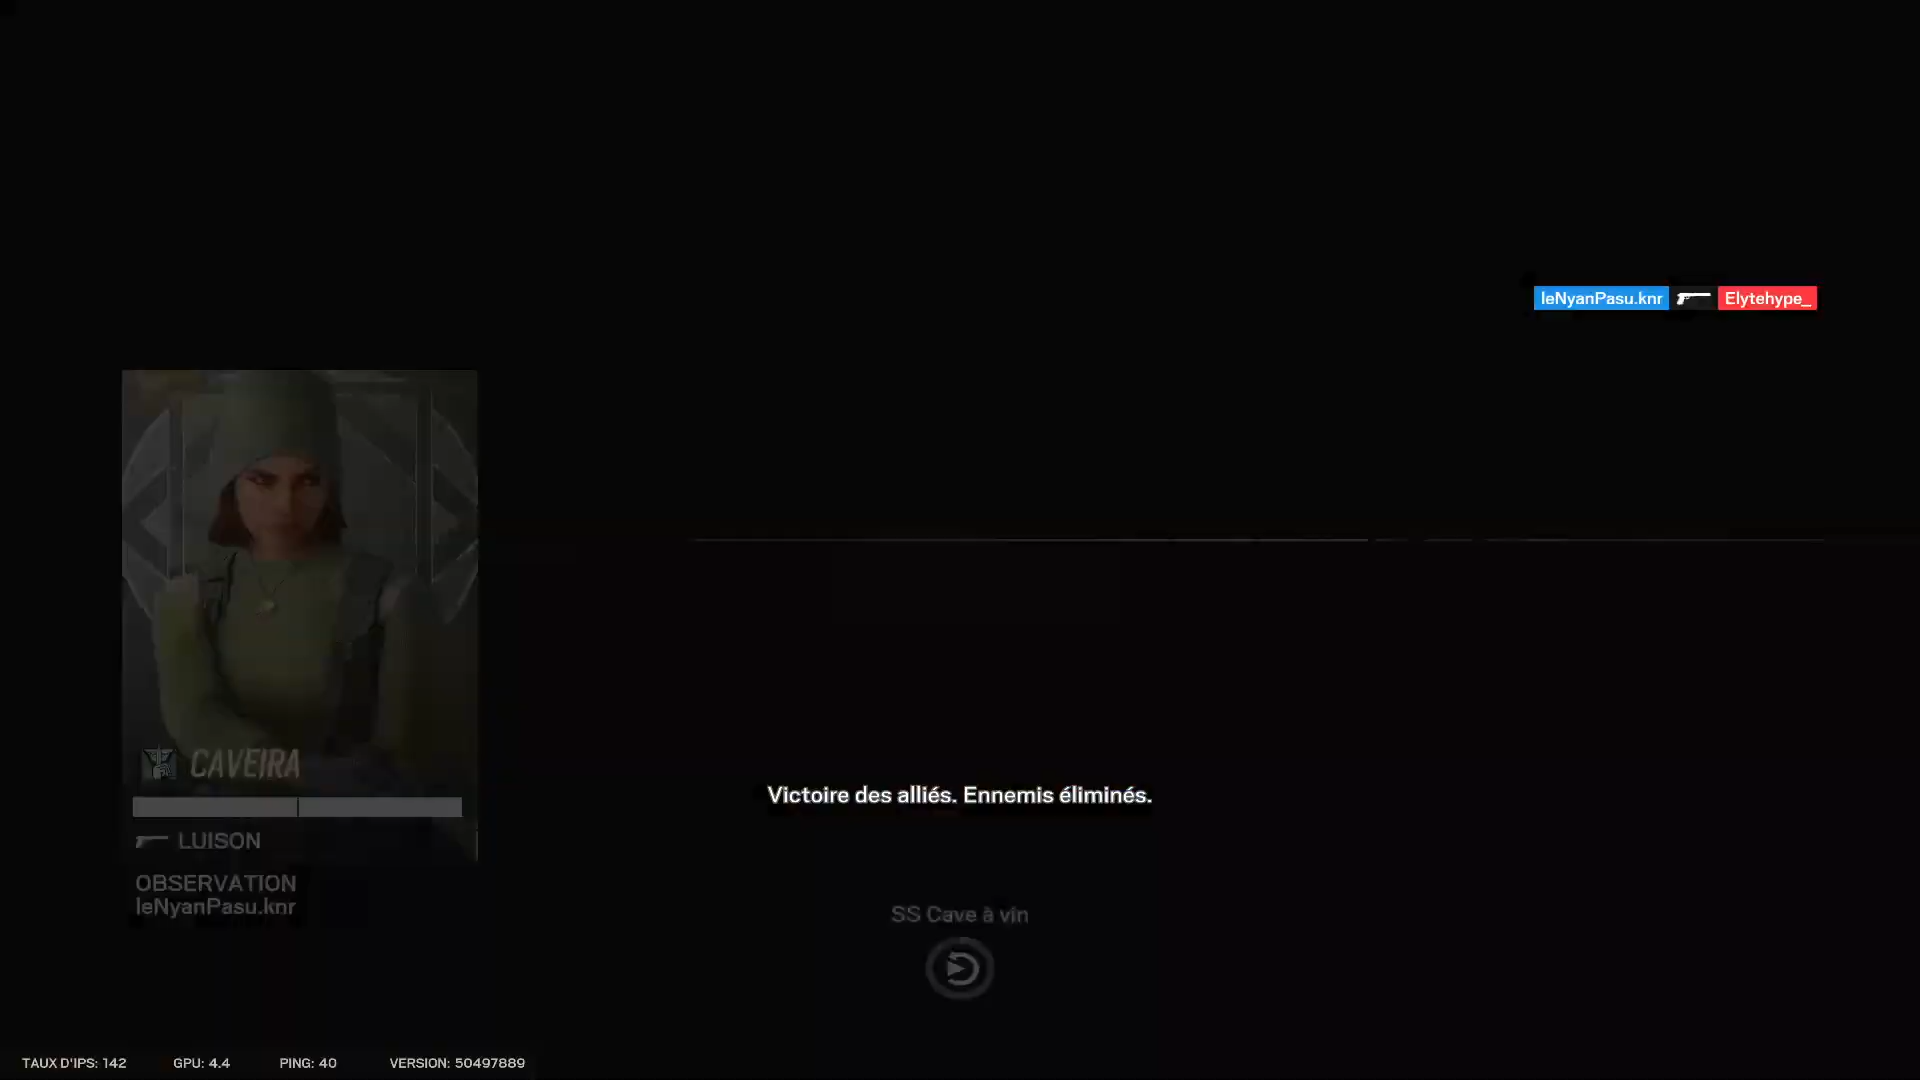 leNyanPasu.knr Elytehype_
CAVEIRA
LUISON
OBSERVATION
leNyanPasu.knr
Victoire des alliés. Ennemis éliminés.
SS Cave à vin
TAUX D'IPS: 142 GPU: 4.4 PING: 40 VERSION: 50497889